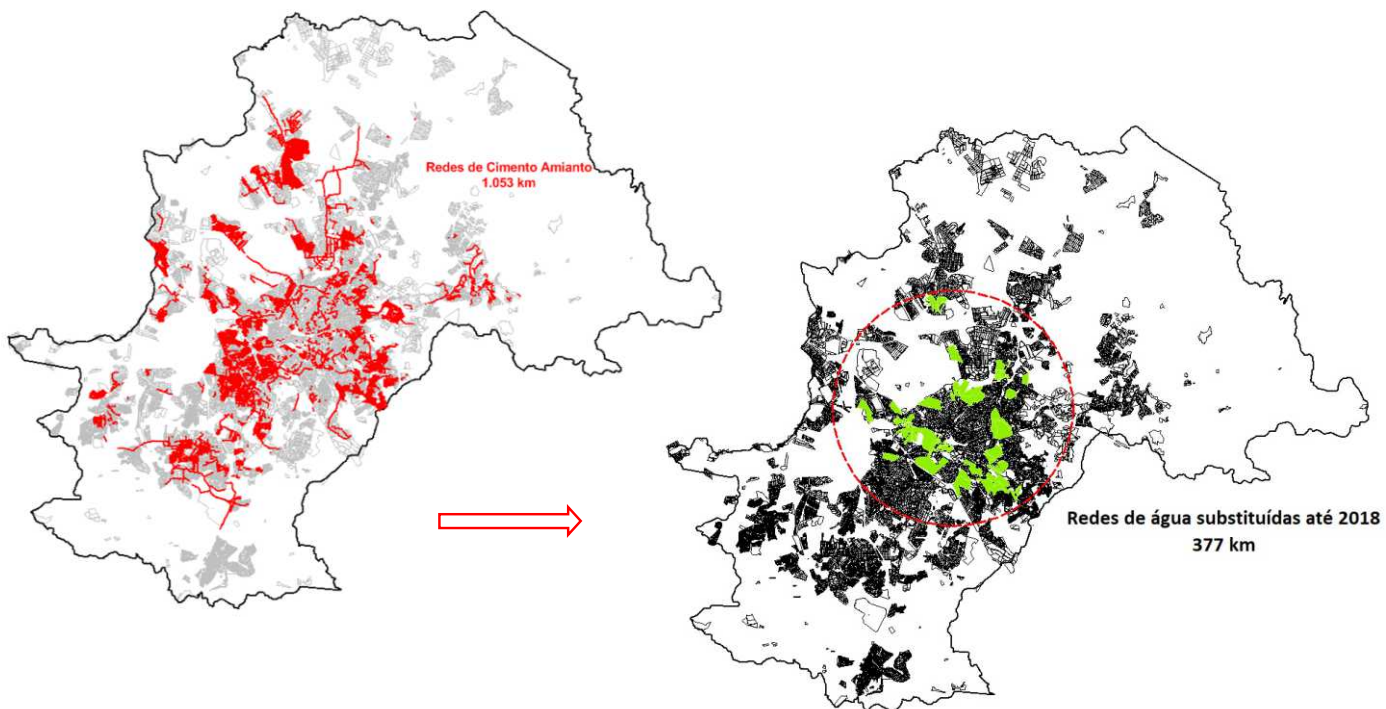 Redes de Cimento Amianto
1.053 km
Redes de água substituídas até 2018
377 km